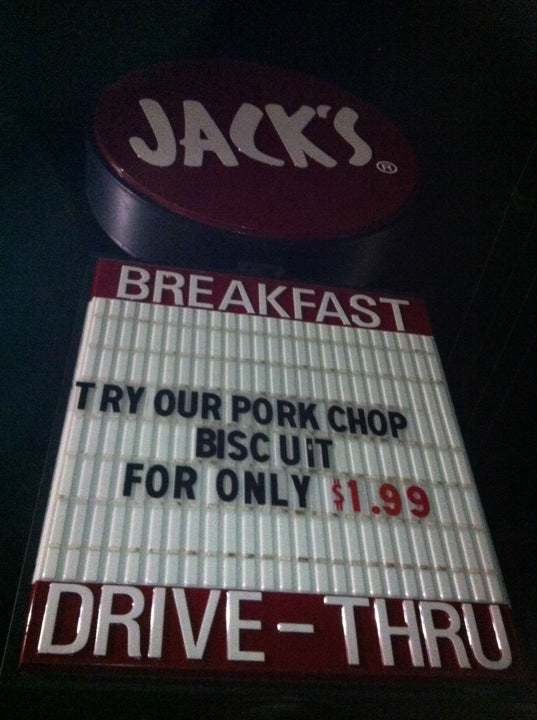 JACK'S ®
BREAKFAST
TRY OUR PORK CHOP
BISCUiT
FOR ONLY $1.99
DRIVE-THRU